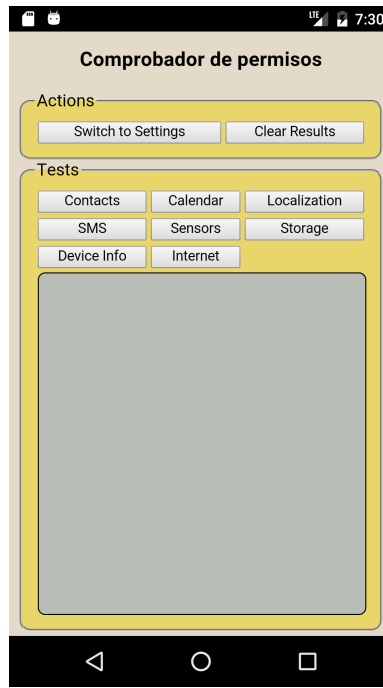 LTE 7:30
Comprobador de permisos
Actions
Switch to Settings Clear Results
Tests
Contacts Calendar Localization
SMS Sensors Storage
Device Info Internet